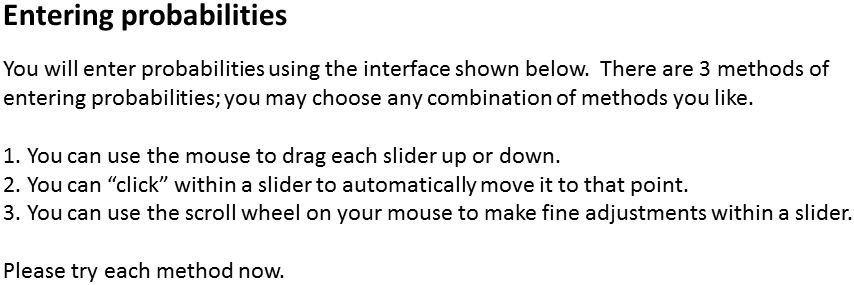 Entering probabilities
You will enter probabilities using the interface shown below. There are 3 methods of
entering probabilities; you may choose any combination of methods you like.
1. You can use the mouse to drag each slider up or down.
2. You can “click” within a slider to automatically move it to that point.
3. You can use the scroll wheel on your mouse to make fine adjustments within a slider.
Please try each method now.